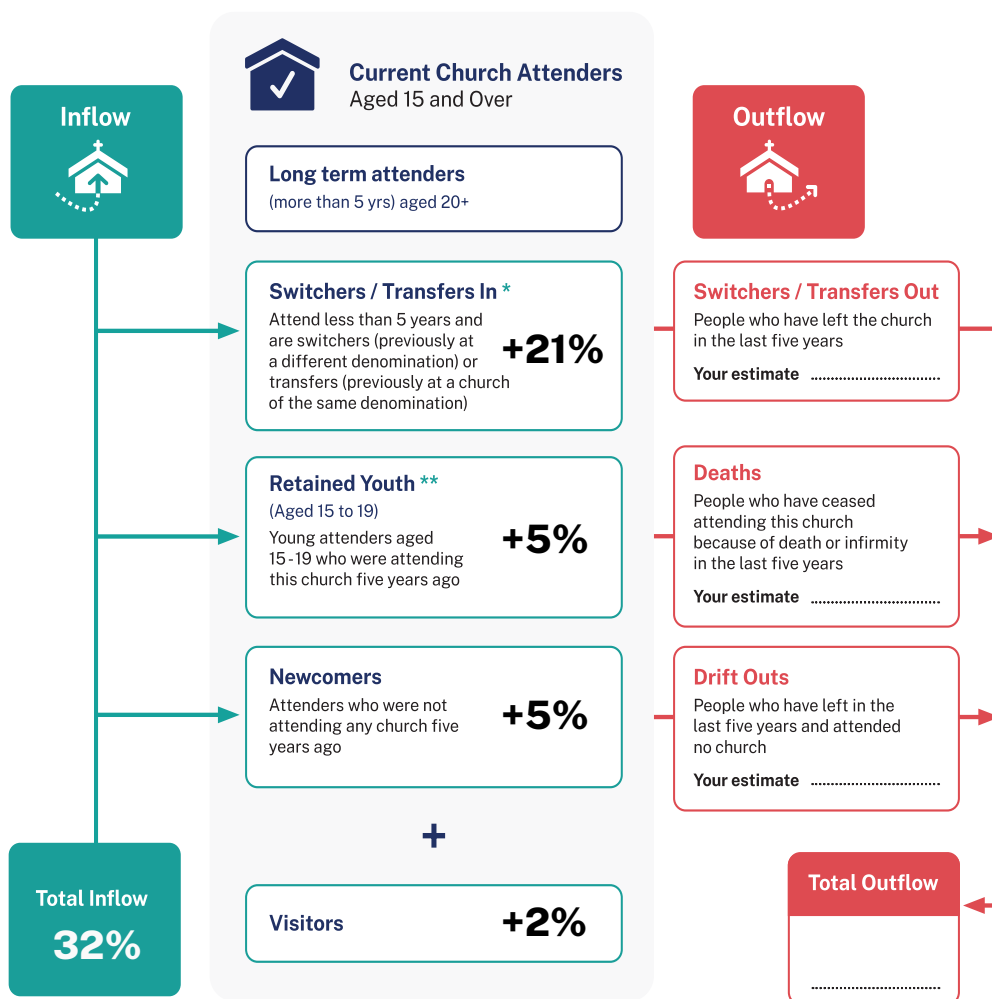 Inflow
Total Inflow
32%
Current Church Attenders
Aged 15 and Over
Long term attenders
(more than 5 yrs) aged 20+
Switchers / Transfers In *
Attend less than 5 years and
are switchers (previously at
a different denomination) or
transfers (previously at a church
of the same denomination)
+21%
Retained Youth **
(Aged 15 to 19)
Young attenders aged
15-19 who were attending
this church five years ago
+5%
Newcomers
Attenders who were not
attending any church five
years ago
+5%
+
Visitors
+2%
Outflow
Switchers / Transfers Out
People who have left the church
in the last five years
Your estimate ........................
Deaths
People who have ceased
attending this church
because of death or infirmity
in the last five years
Your estimate ........................
Drift Outs
People who have left in the
last five years and attended
no church
Your estimate ........................
Total Outflow
........................